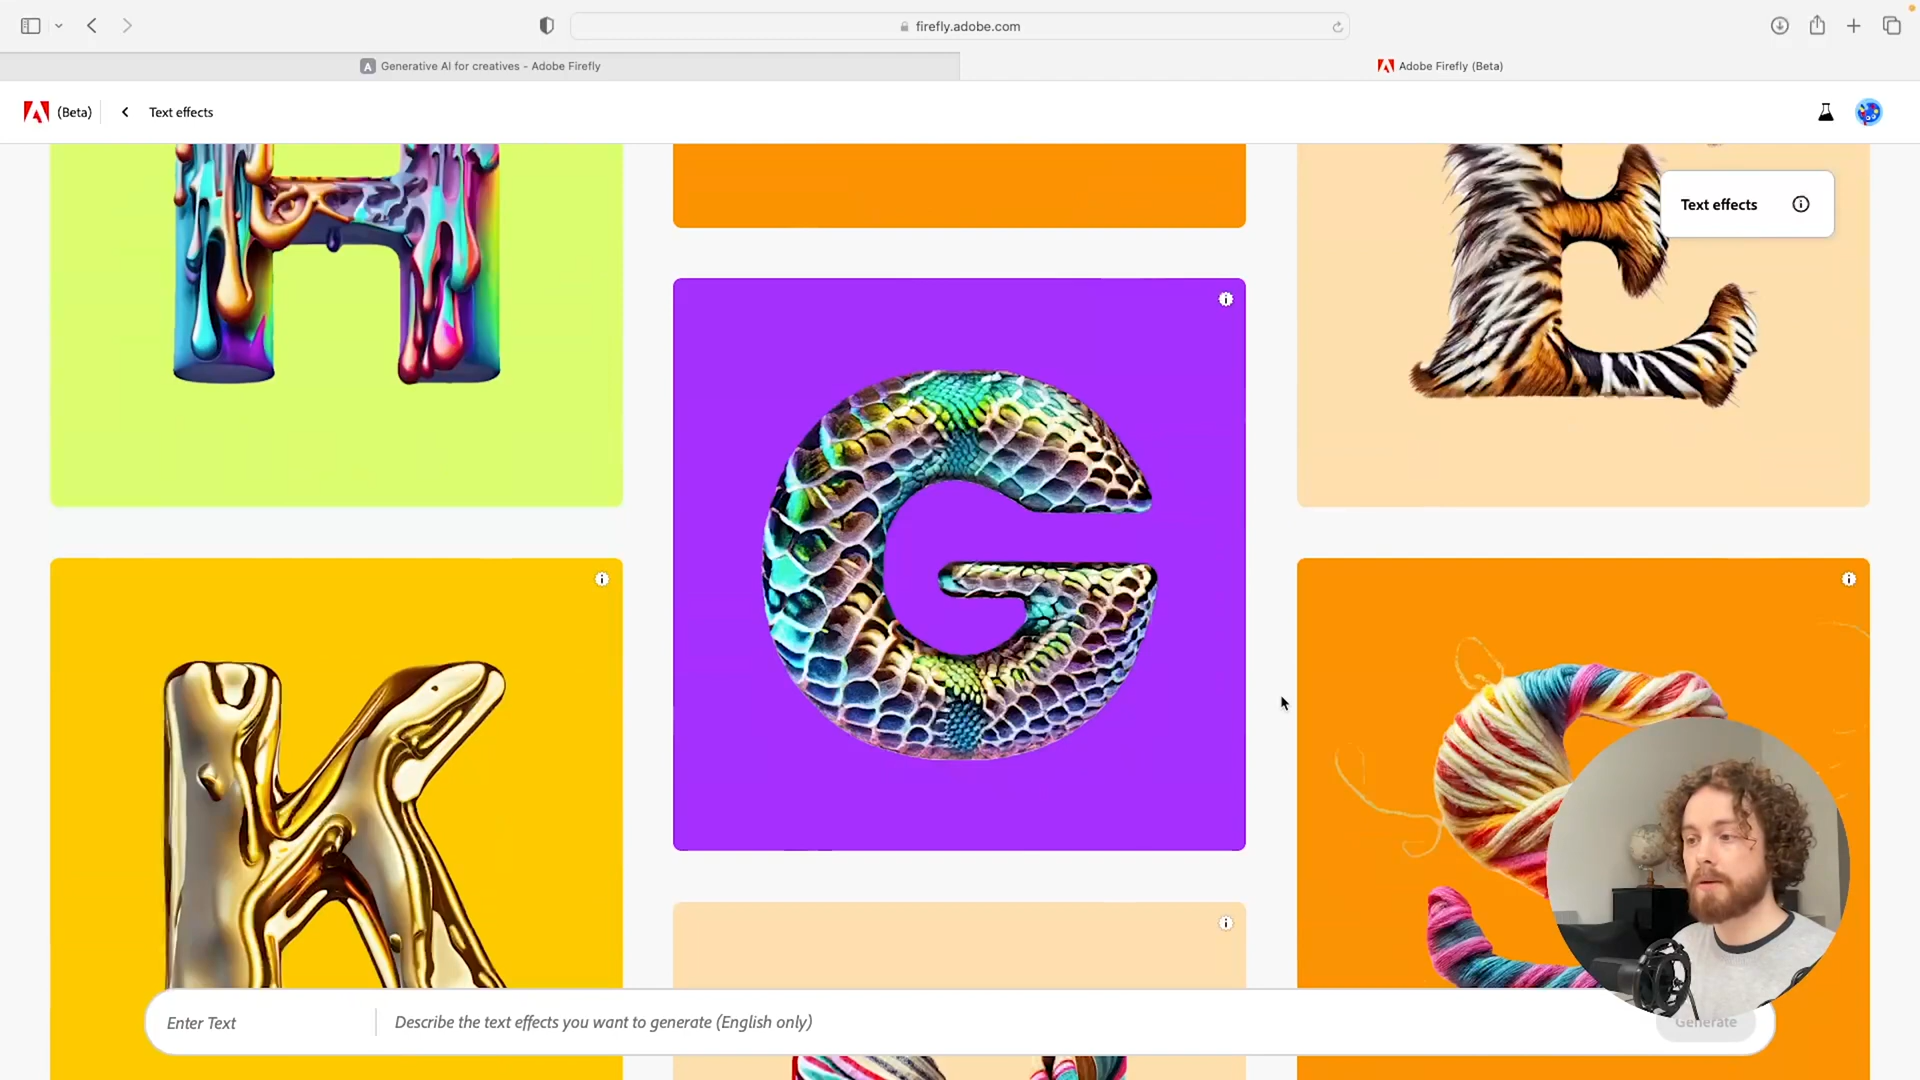 firefly.adobe.com
Generative AI for creatives - Adobe Firefly
Adobe Firefly (Beta)
(Beta)
Text effects
Text effects
H
E
G
K
S
Enter Text
Describe the text effects you want to generate (English only)
Generate